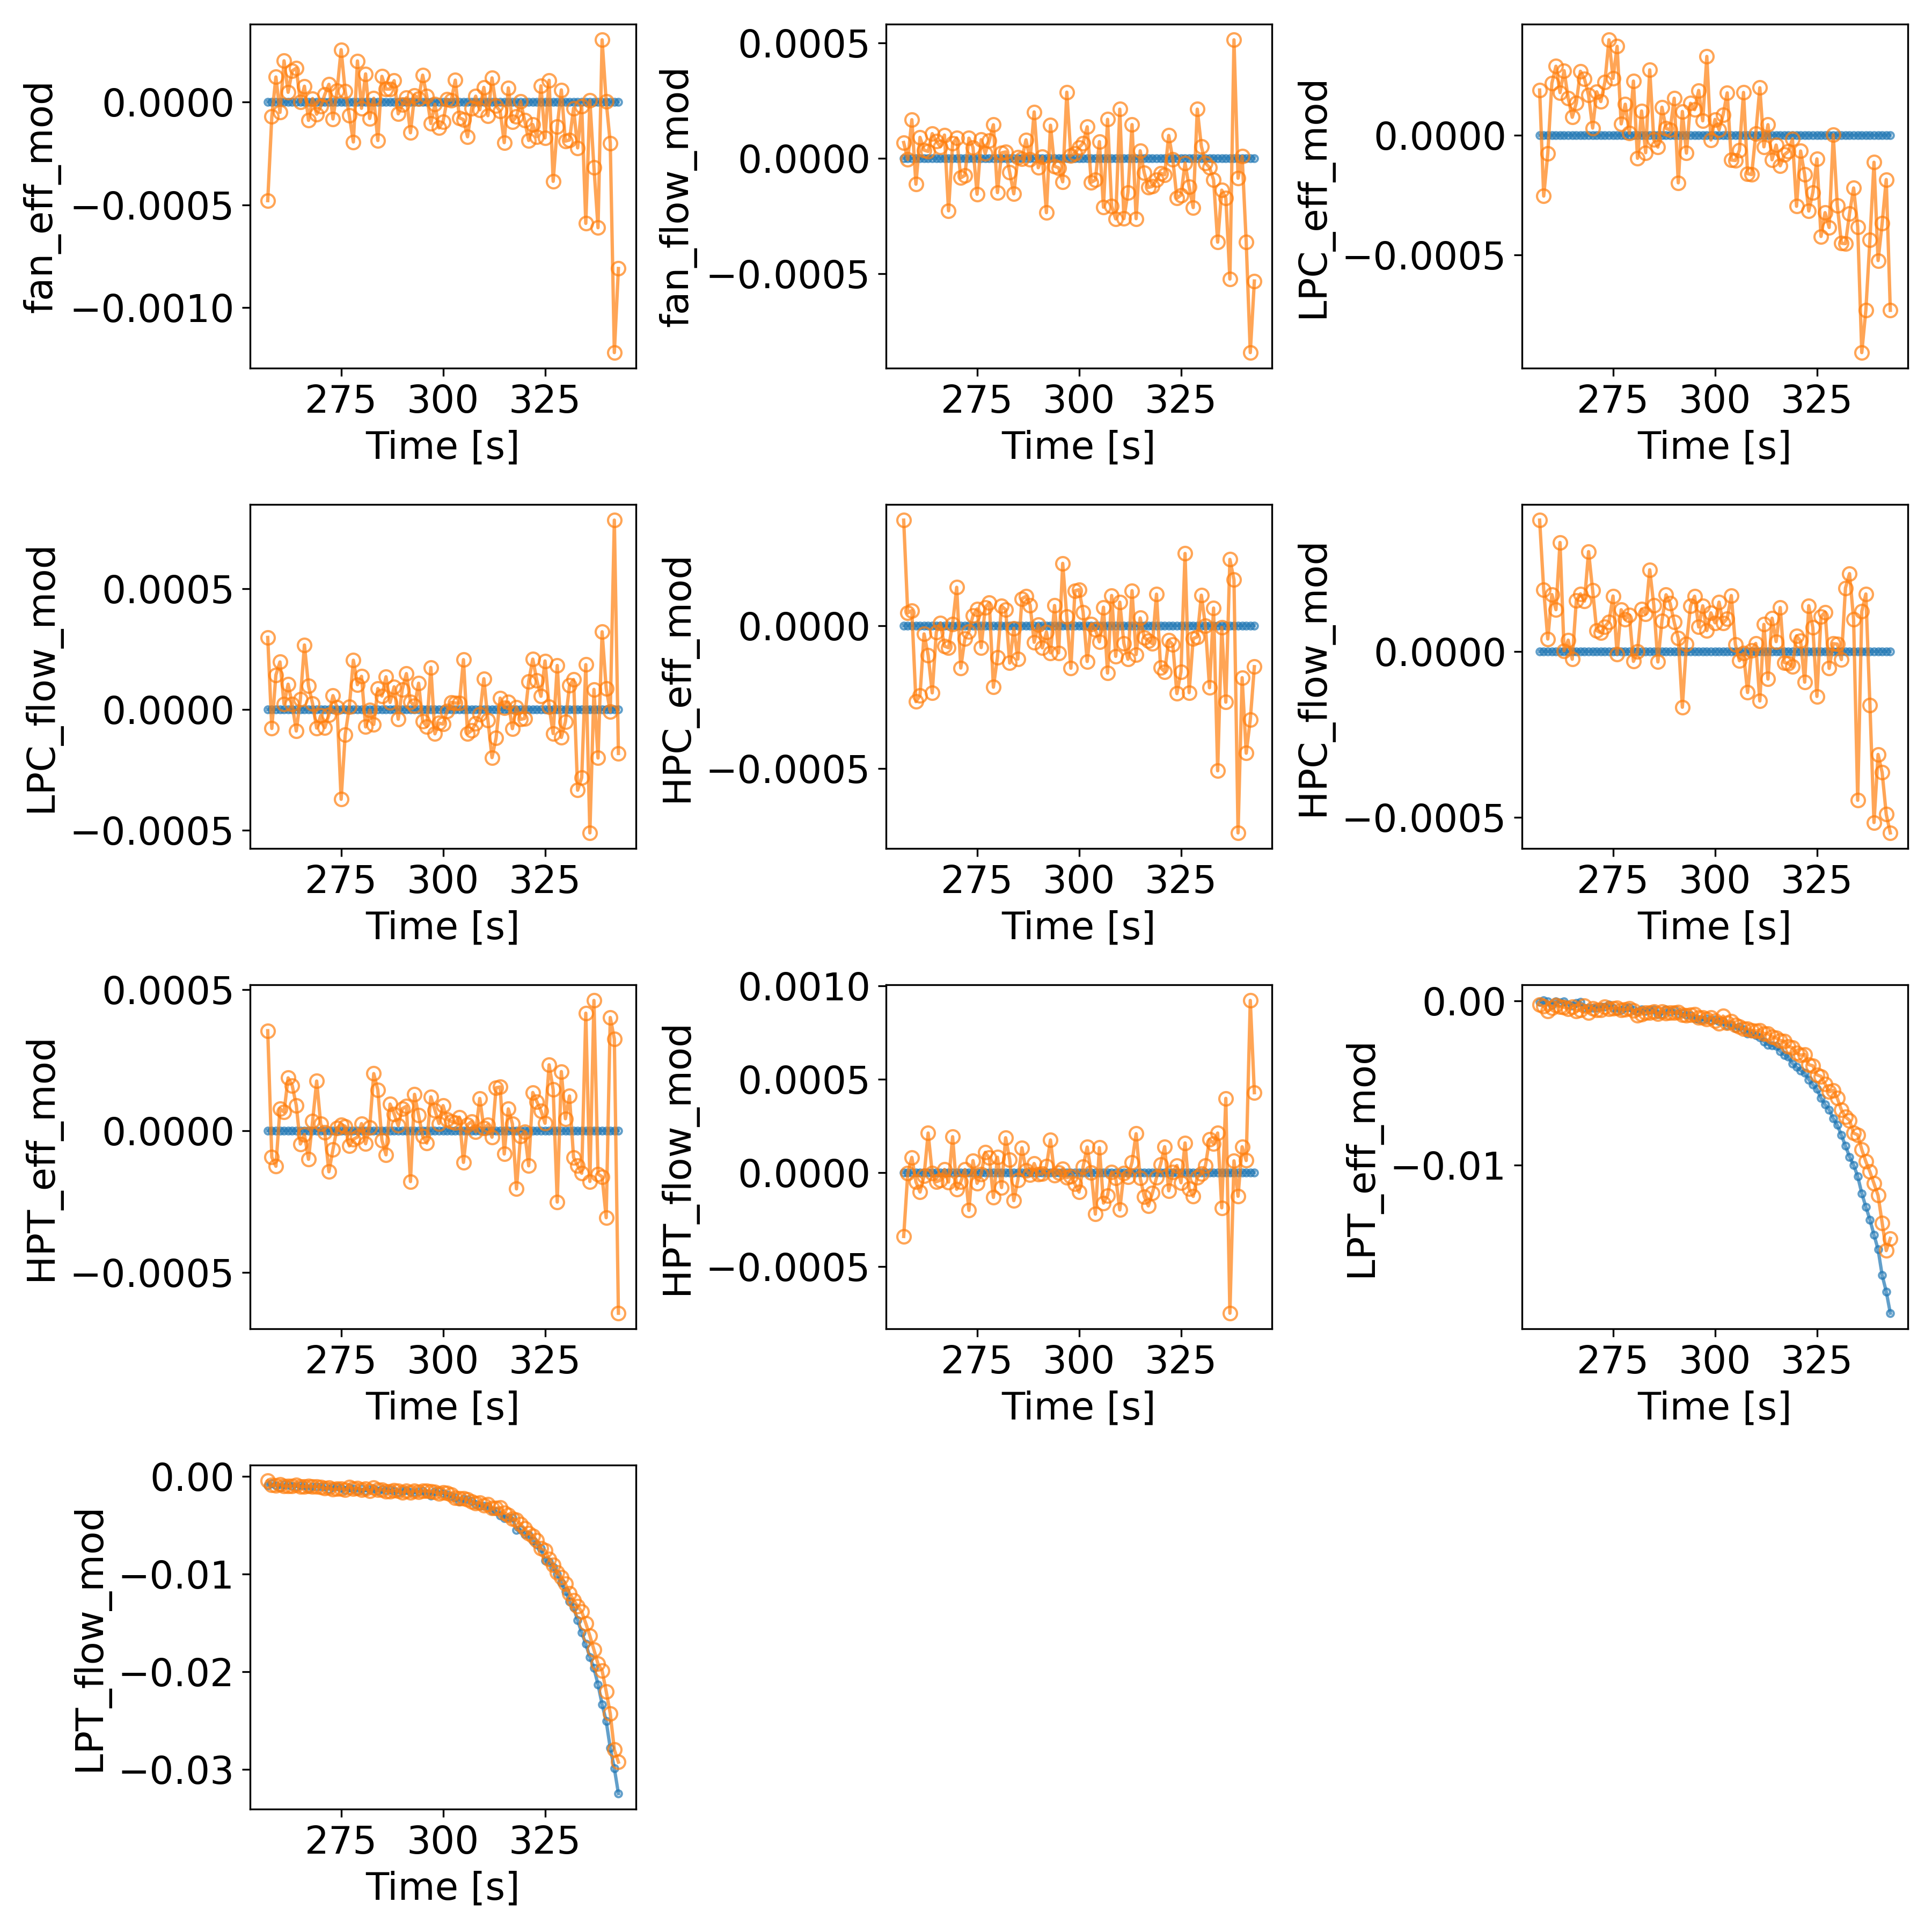 fan_eff_mod
0.0000
−0.0005
−0.0010
275 300 325
Time [s]
fan_flow_mod
0.0005
0.0000
−0.0005
275 300 325
Time [s]
LPC_eff_mod
0.0000
−0.0005
275 300 325
Time [s]
LPC_flow_mod
0.0005
0.0000
−0.0005
275 300 325
Time [s]
HPC_eff_mod
0.0000
−0.0005
275 300 325
Time [s]
HPC_flow_mod
0.0000
−0.0005
275 300 325
Time [s]
HPT_eff_mod
0.0005
0.0000
−0.0005
275 300 325
Time [s]
HPT_flow_mod
0.0010
0.0005
0.0000
−0.0005
275 300 325
Time [s]
LPT_eff_mod
0.00
−0.01
275 300 325
Time [s]
LPT_flow_mod
0.00
−0.01
−0.02
−0.03
275 300 325
Time [s]